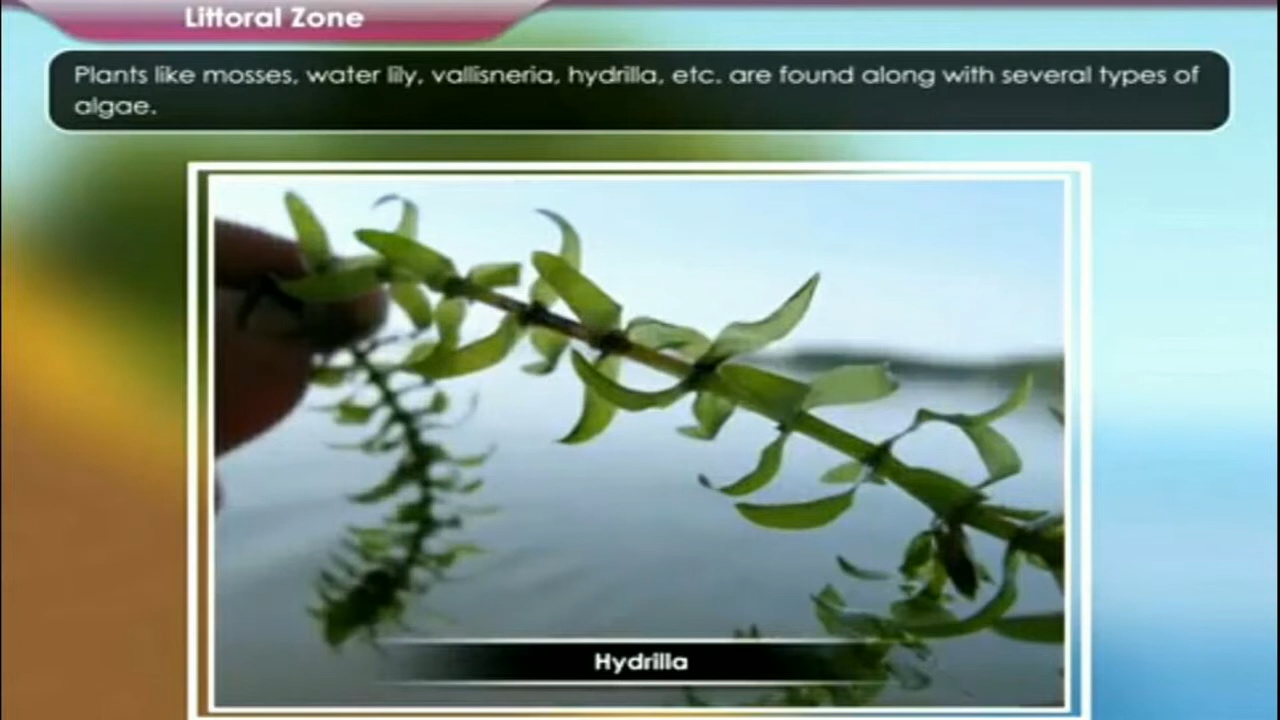 Littoral Zone
Plants like mosses, water lily, vallisneria, hydrilla, etc. are found along with several types of
algae.
Hydrilla